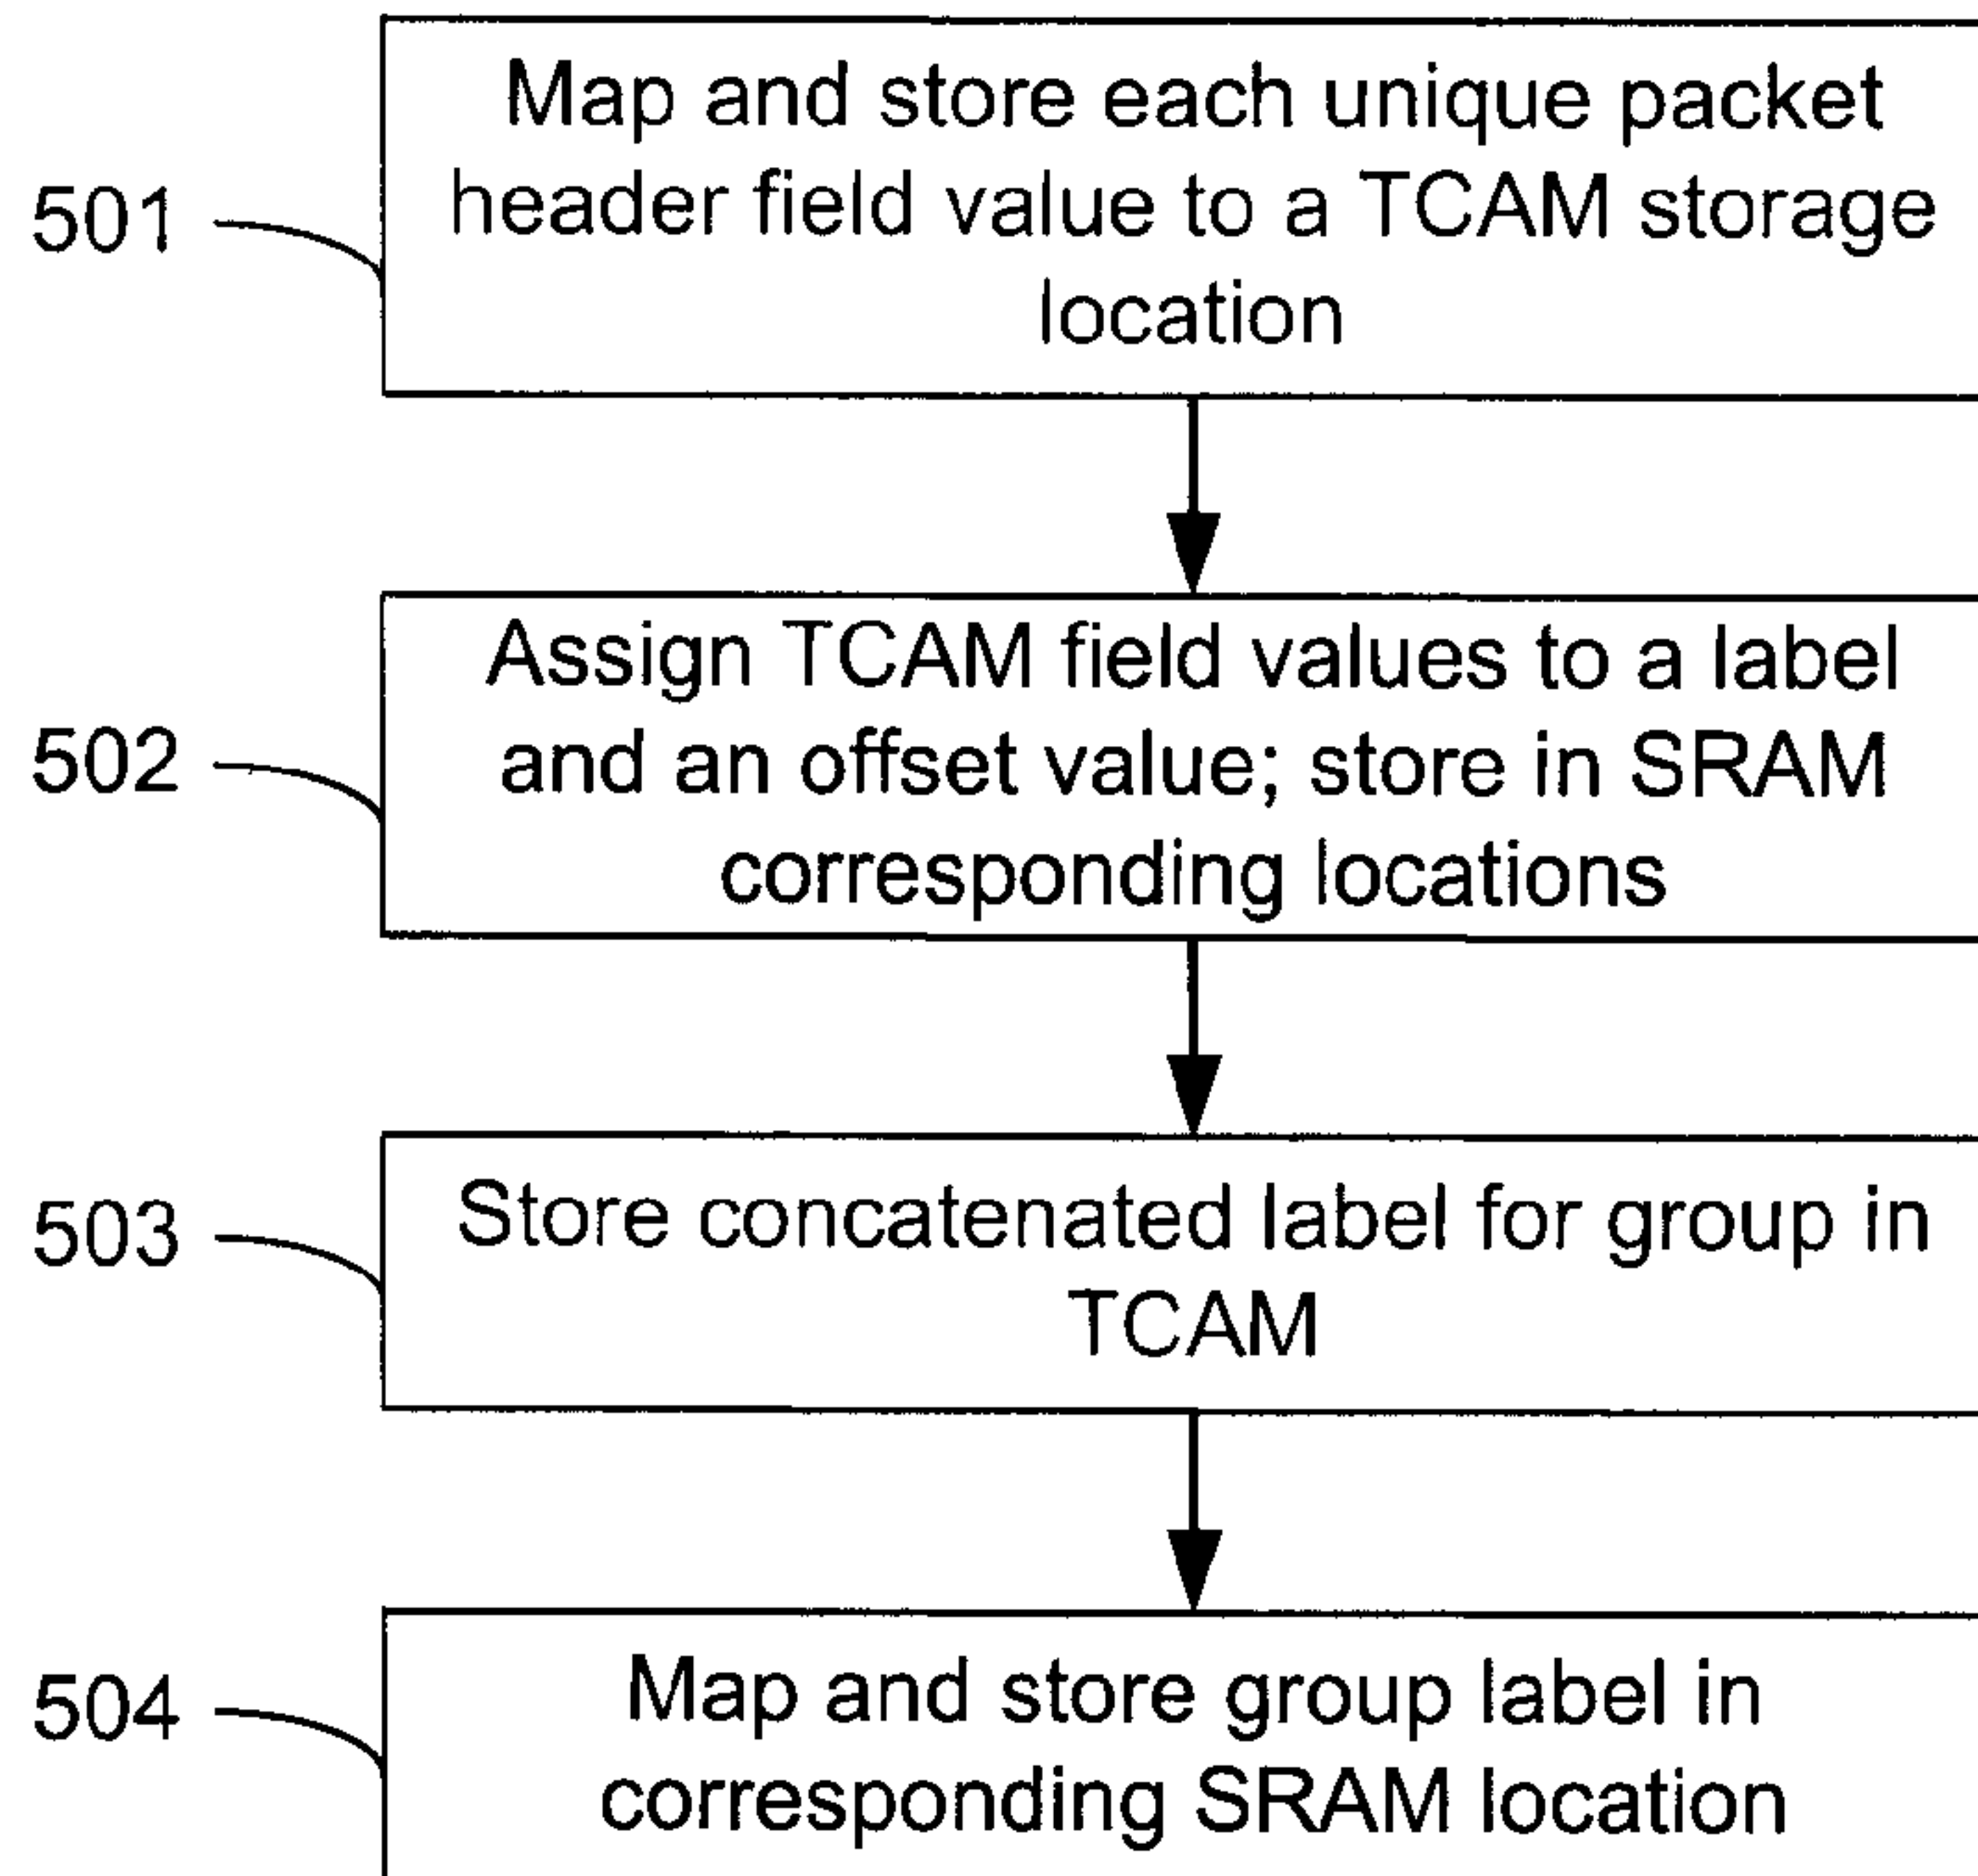 Map and store each unique packet
header field value to a TCAM storage
location
501
Assign TCAM field values to a label
and an offset value; store in SRAM
corresponding locations
502
Store concatenated label for group in
TCAM
503
Map and store group label in
corresponding SRAM location
504